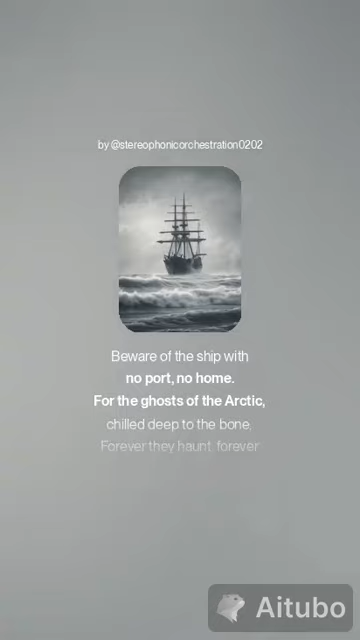 by @stereophonicorchestration0202
Beware of the ship with
no port, no home.
For the ghosts of the Arctic,
chilled deep to the bone.
Forever they haunt, forever
Aitubo